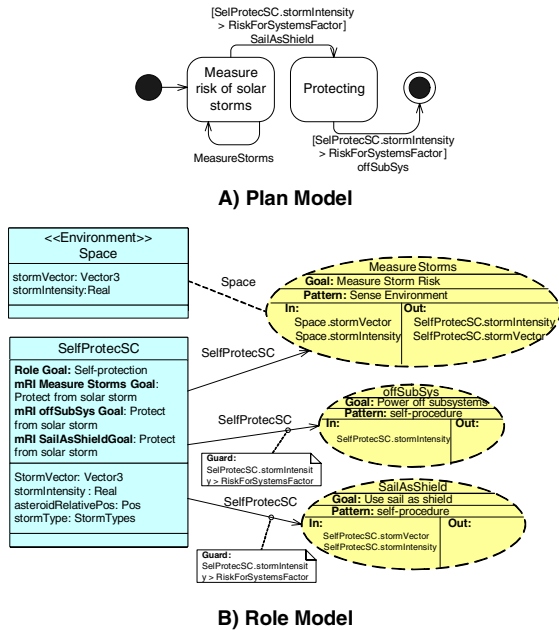 [SelProtecSC.stormIntensity
> RiskForSystemsFactor]
SailAsShield
Measure
risk of solar
storms
Protecting
MeasureStorms
[SelProtecSC.stormIntensity
> RiskForSystemsFactor]
offSubSys
A) Plan Model
<<Environment>>
Space
stormVector: Vector3
stormIntensity:Real
Space
MeasureStorms
Goal: Measure Storm Risk
Pattern: Sense Environment
In:
Space.stormVector
Space.stormIntensity
Out:
SelfProtecSC.stormIntensity
SelfProtecSC.stormVector
SelfProtecSC
Role Goal: Self-protection
mRI Measure Storms Goal:
Protect from solar storm
mRI offSubSys Goal: Protect
from solar storm
mRI SailAsShieldGoal: Protect
from solar storm
StormVector: Vector3
stormIntensity : Real
asteroidRelativePos: Pos
stormType: StormTypes
SelfProtecSC
SelfProtecSC
offSubSys
Goal: Power off subsystems
Pattern: self-procedure
In:
SelfProtecSC.stormIntensity
Out:
Guard:
SelfProtecSC.stormIntensit
y > RiskForSystemsFactor
SelfProtecSC
SailAsShield
Goal: Use sail as shield
Pattern: self-procedure
In:
SelfProtecSC.stormVector
SelfProtecSC.stormIntensity
Out:
Guard:
SelfProtecSC.stormIntensit
y > RiskForSystemsFactor
B) Role Model